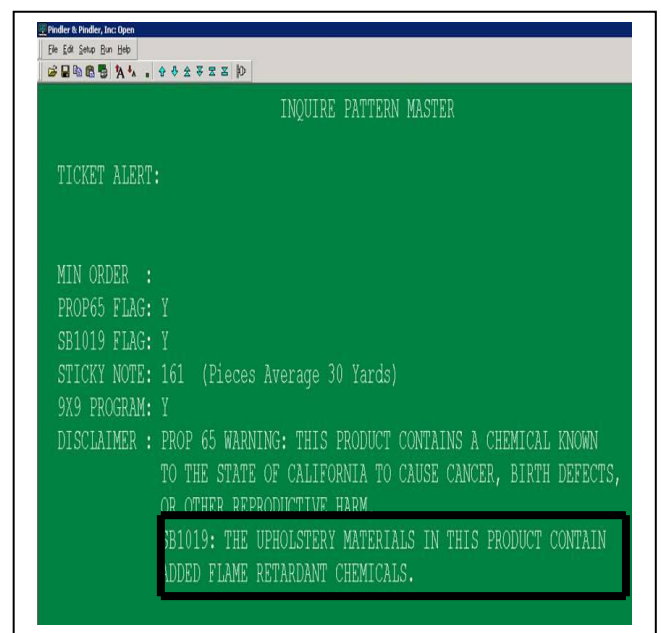 Pindler & Pindler, Inc: Open
File Edit Setup Run Help
INQUIRE PATTERN MASTER
TICKET ALERT:
MIN ORDER :
PROP65 FLAG: Y
SB1019 FLAG: Y
STICKY NOTE: 161 (Pieces Average 30 Yards)
9X9 PROGRAM: Y
DISCLAIMER : PROP 65 WARNING: THIS PRODUCT CONTAINS A CHEMICAL KNOWN
TO THE STATE OF CALIFORNIA TO CAUSE CANCER, BIRTH DEFECTS,
OR OTHER REPRODUCTIVE HARM
SB1019: THE UPHOLSTERY MATERIALS IN THIS PRODUCT CONTAIN
ADDED FLAME RETARDANT CHEMICALS.